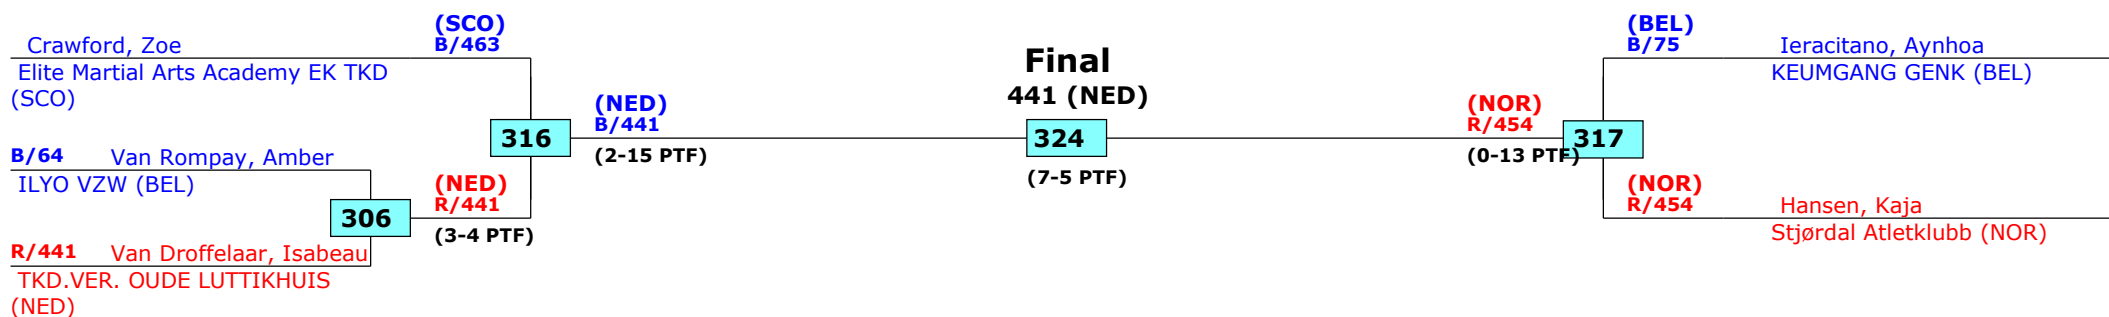 (SCO)
B/463
Crawford, Zoe
Elite Martial Arts Academy EK TKD
(SCO)
B/64 Van Rompay, Amber
ILYO VZW (BEL)
306
R/441 Van Droffelaar, Isabeau
TKD.VER. OUDE LUTTIKHUIS
(NED)
(NED)
R/441
(3-4 PTF)
316
(NED)
B/441
(2-15 PTF)
Final
441 (NED)
324
(7-5 PTF)
(NOR)
R/454
(0-13 PTF)
317
(BEL)
B/75
Ieracitano, Aynhoa
KEUMGANG GENK (BEL)
(NOR)
R/454
Hansen, Kaja
Stjørdal Atletklubb (NOR)